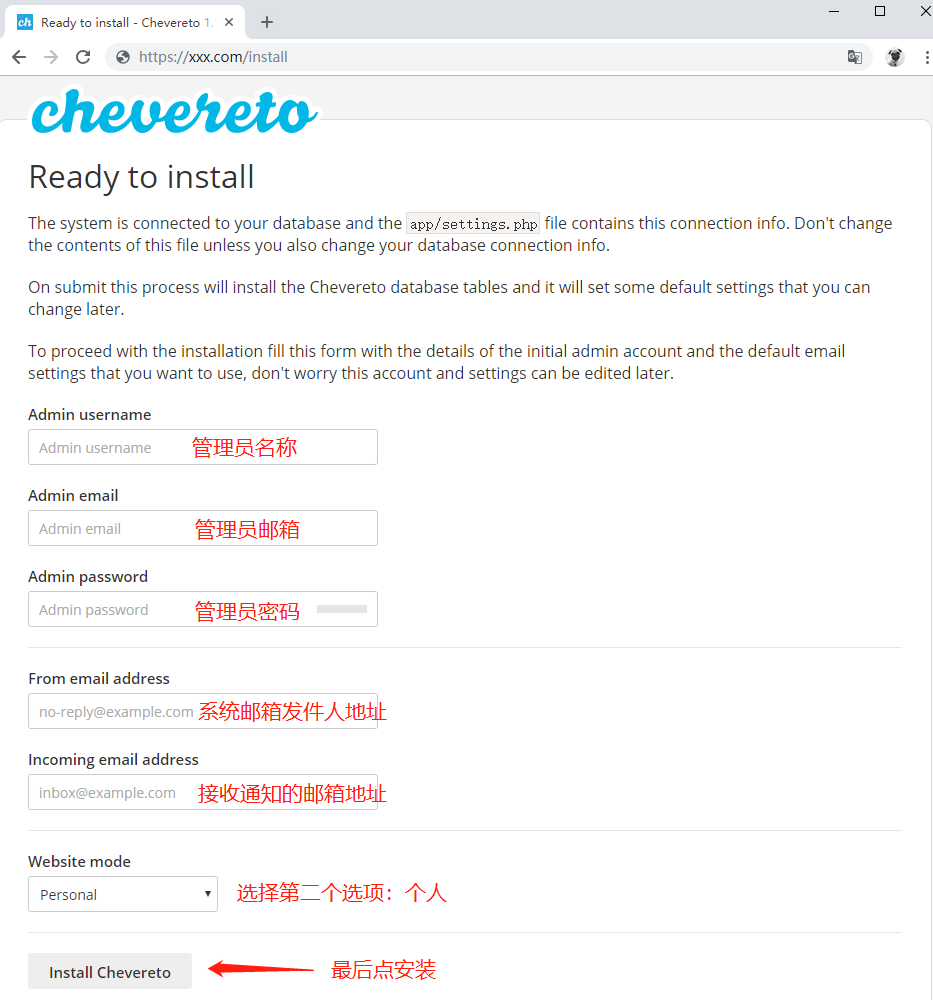 Ready to install - Chevereto 1.
https://xxx.com/install
chevereto
Ready to install
The system is connected to your database and the app/settings.php file contains this connection info. Don't change
the contents of this file unless you also change your database connection info.
On submit this process will install the Chevereto database tables and it will set some default settings that you can
change later.
To proceed with the installation fill this form with the details of the initial admin account and the default email
settings that you want to use, don't worry this account and settings can be edited later.
Admin username
Admin username 管理员名称
Admin email
Admin email 管理员邮箱
Admin password
Admin password 管理员密码
From email address
no-reply@example.com 系统邮箱发件人地址
Incoming email address
inbox@example.com 接收通知的邮箱地址
Website mode
Personal 选择第二个选项：个人
Install Chevereto 最后点安装